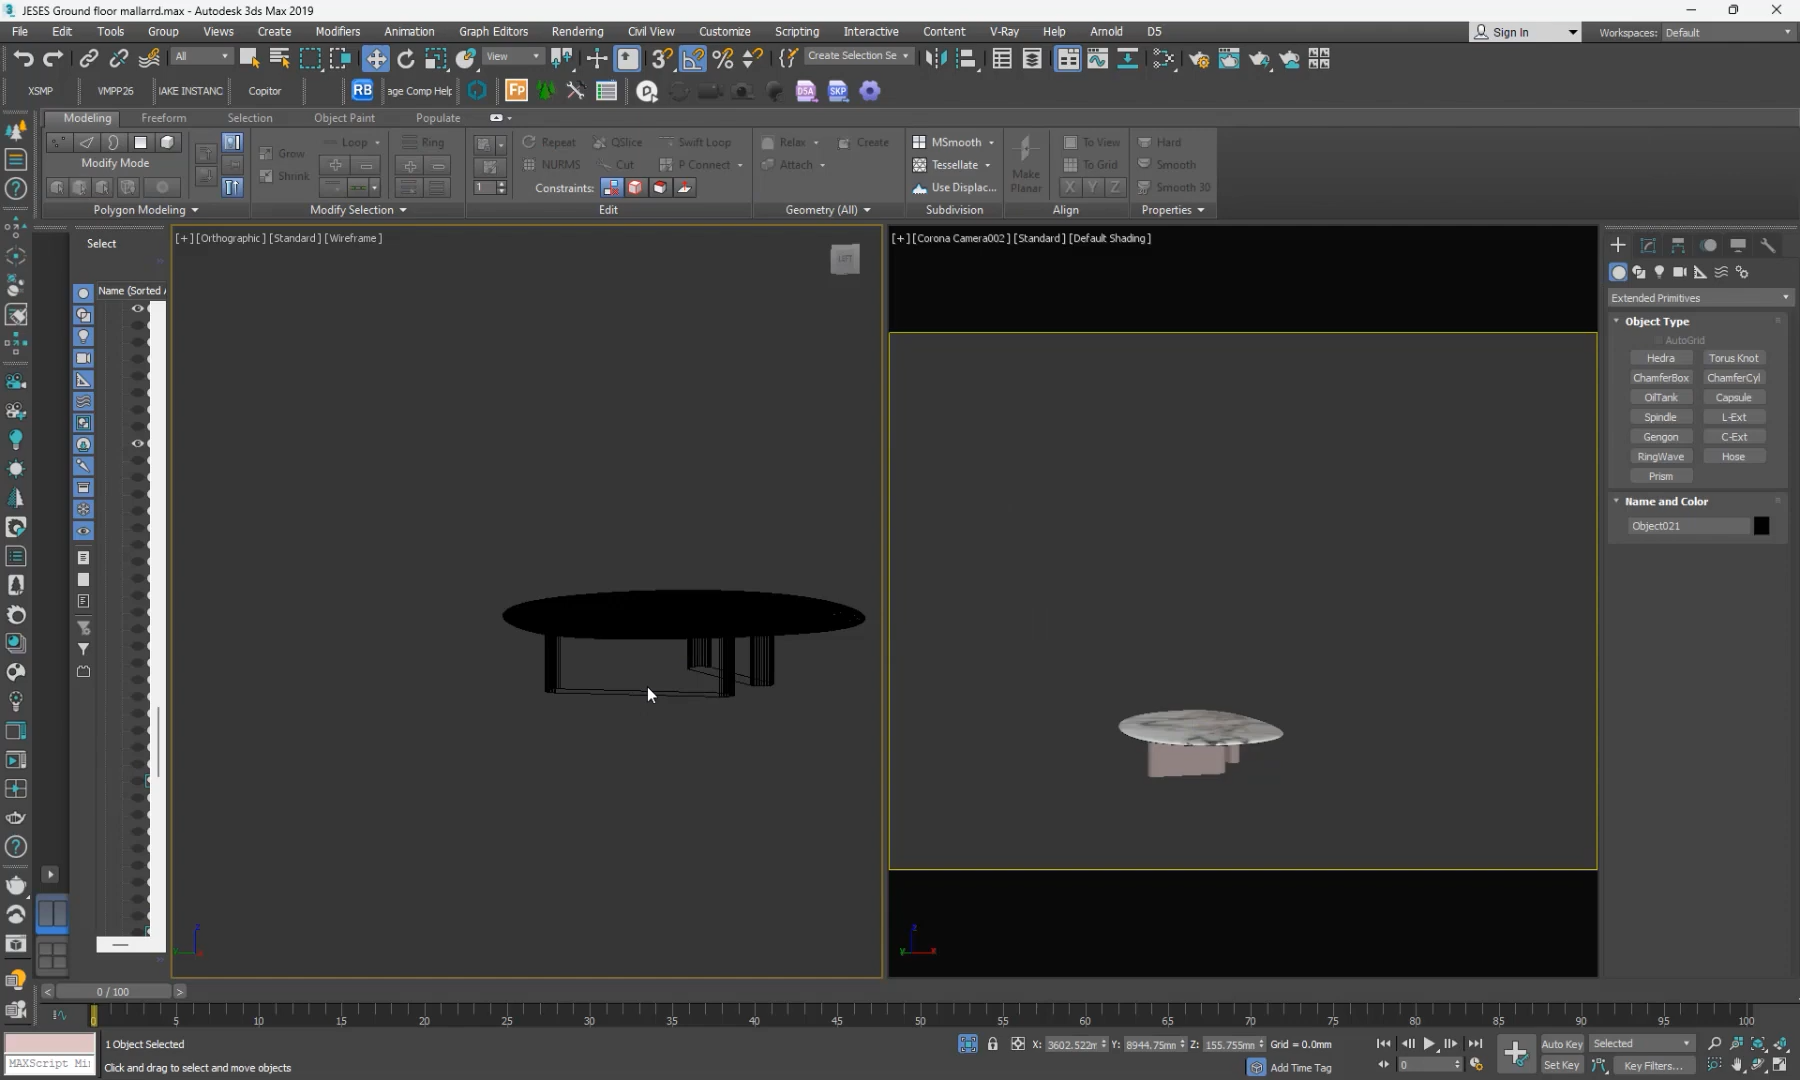 JESES Ground floor mallarrd.max - Autodesk 3ds Max 2019
File Edit Tools Group Views Create Modifiers Animation Graph Editors Rendering Civil View Customize Scripting Interactive Content V-Ray Help Arnold D5
Sign In Workspaces: Default
All View Create Selection Se
XSMP VMPP26 IAKE INSTANC Copitor RB age Comp Help Fp D5A SKP
Modeling Freeform Selection Object Paint Populate
Grow Loop Ring Repeat QSlice Swift Loop Relax Create MSmooth To View Hard
Modify Mode Shrink NURMS Cut P Connect Attach Tessellate Make Planar To Grid Smooth
1 Constraints: Use Displac... X Y Z Smooth 30
Polygon Modeling Modify Selection Edit Geometry (All) Subdivision Align Properties
Select
Name (Sorted A
[+] [Orthographic] [Standard] [Wireframe]
LEFT
[+] [Corona Camera002] [Standard] [Default Shading]
Extended Primitives
Object Type
AutoGrid
Hedra Torus Knot
ChamferBox ChamferCyl
OilTank Capsule
Spindle L-Ext
Gengon C-Ext
RingWave Hose
Prism
Name and Color
Object021
z
x
y
z
x
y
< 0 / 100 >
0 5 10 15 20 25 30 35 40 45 50 55 60 65 70 75 80 85 90 95 100
1 Object Selected X: 3602.522m Y: 8944.75mm Z: 155.755mm Grid = 0.0mm Auto Key Selected
MAXScript Mi Click and drag to select and move objects Add Time Tag 0 Set Key Key Filters...